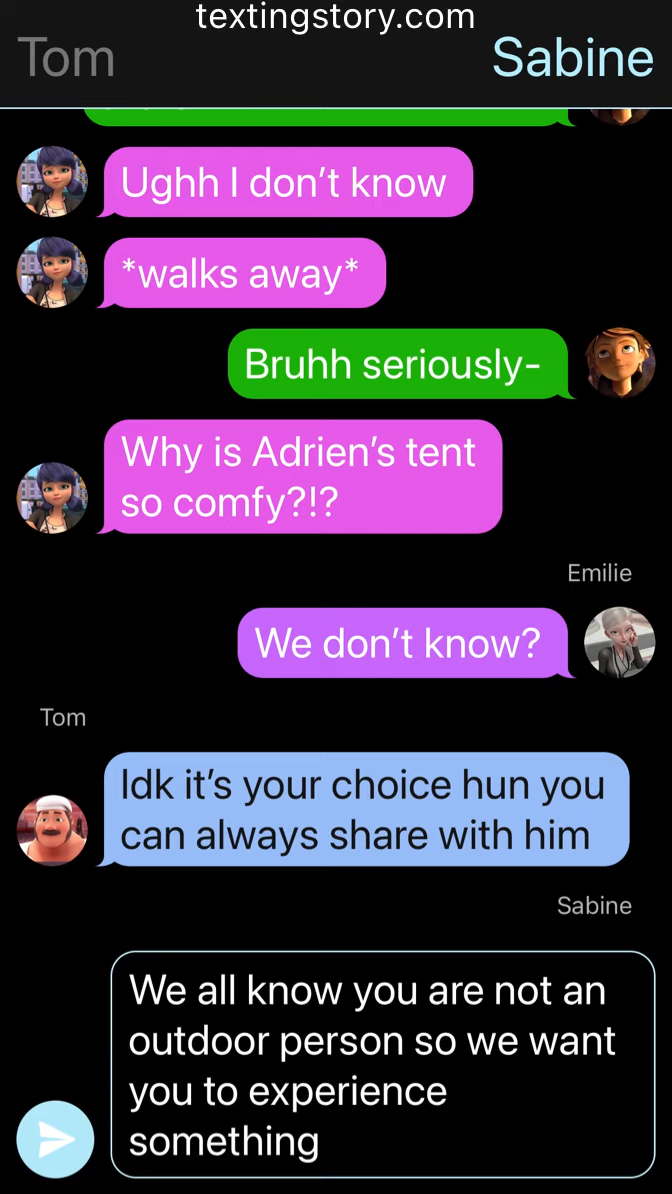 textingstory.com
Tom
Sabine
Ughh I don’t know
*walks away*
Bruhh seriously-
Why is Adrien’s tent
so comfy?!?
Emilie
We don’t know?
Tom
Idk it’s your choice hun you
can always share with him
Sabine
We all know you are not an
outdoor person so we want
you to experience
something